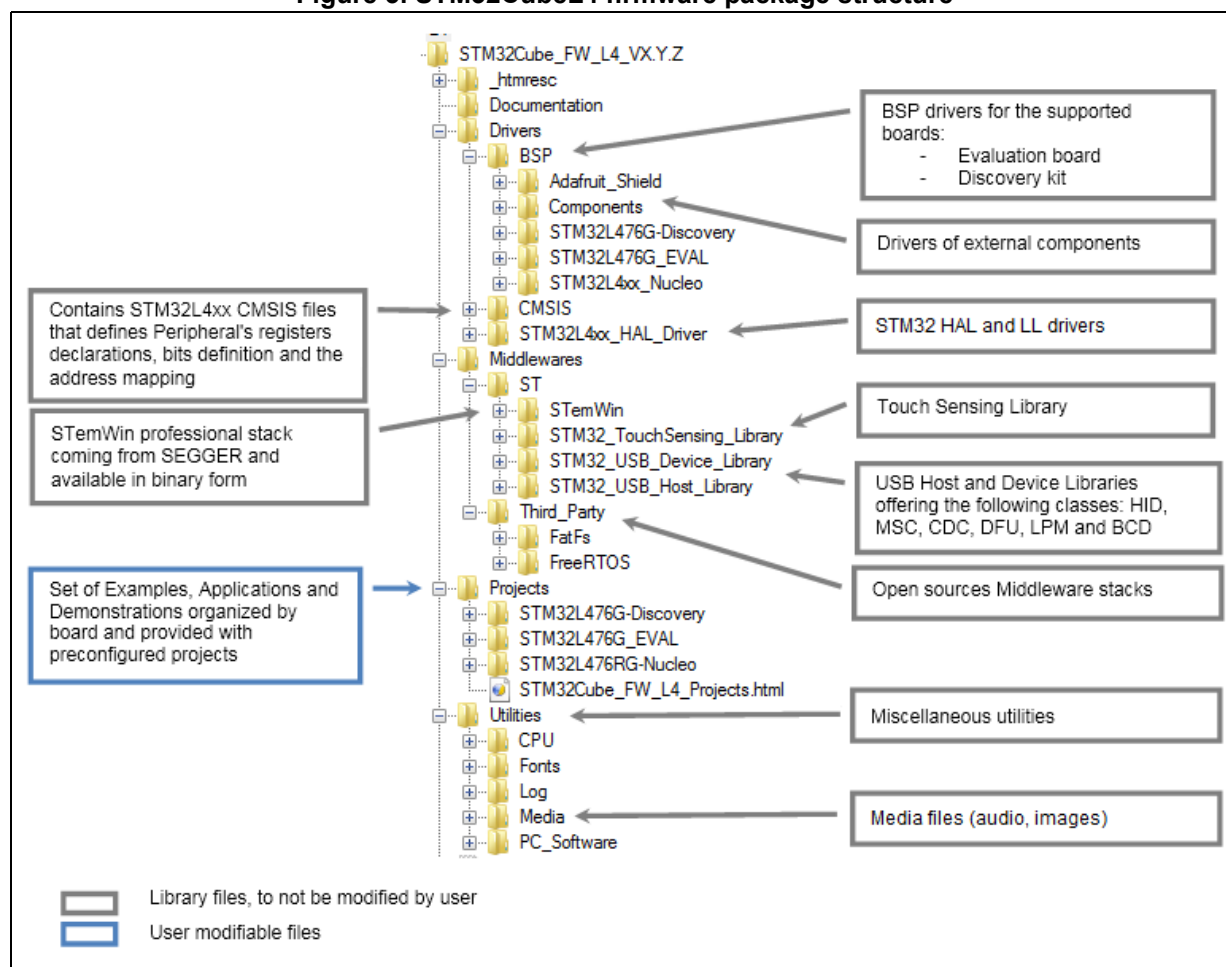 STM32Cube_FW_L4_VX.Y.Z
_htmresc
Documentation
Drivers
BSP
Adafruit_Shield
Components
STM32L476G-Discovery
STM32L476G_EVAL
STM32L4xx_Nucleo
CMSIS
STM32L4xx_HAL_Driver
Middlewares
ST
STemWin
STM32_TouchSensing_Library
STM32_USB_Device_Library
STM32_USB_Host_Library
Third_Party
FatFs
FreeRTOS
Projects
STM32L476G-Discovery
STM32L476G_EVAL
STM32L476RG-Nucleo
STM32Cube_FW_L4_Projects.html
Utilities
CPU
Fonts
Log
Media
PC_Software
Contains STM32L4xx CMSIS files
that defines Peripheral's registers
declarations, bits definition and the
address mapping
STemWin professional stack
coming from SEGGER and
available in binary form
Set of Examples, Applications and
Demonstrations organized by
board and provided with
preconfigured projects
BSP drivers for the supported
boards:
- Evaluation board
- Discovery kit
Drivers of external components
STM32 HAL and LL drivers
Touch Sensing Library
USB Host and Device Libraries
offering the following classes: HID,
MSC, CDC, DFU, LPM and BCD
Open sources Middleware stacks
Miscellaneous utilities
Media files (audio, images)
Library files, to not be modified by user
User modifiable files